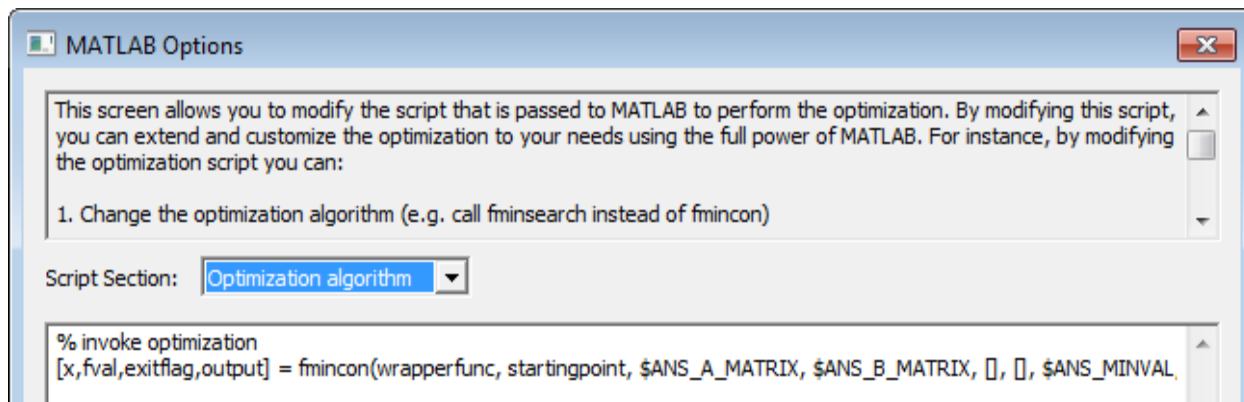 MATLAB Options
This screen allows you to modify the script that is passed to MATLAB to perform the optimization. By modifying this script,
you can extend and customize the optimization to your needs using the full power of MATLAB. For instance, by modifying
the optimization script you can:
1. Change the optimization algorithm (e.g. call fminsearch instead of fmincon)
Script Section: Optimization algorithm
% invoke optimization
[x,fval,exitflag,output] = fmincon(wrapperfunc, startingpoint, $ANS_A_MATRIX, $ANS_B_MATRIX, [], [], $ANS_MINVAL,